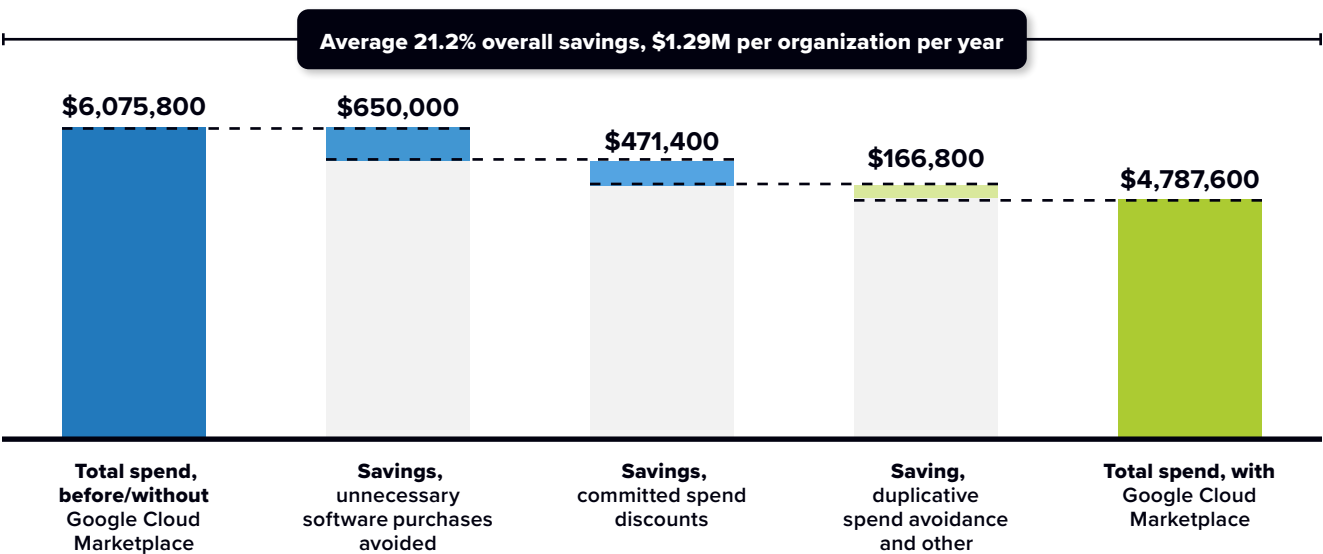 Average 21.2% overall savings, $1.29M per organization per year
$6,075,800
$650,000
$471,400
$166,800
$4,787,600
Total spend,
before/without
Google Cloud
Marketplace
Savings,
unnecessary
software purchases
avoided
Savings,
committed spend
discounts
Saving,
duplicative
spend avoidance
and other
Total spend, with
Google Cloud
Marketplace